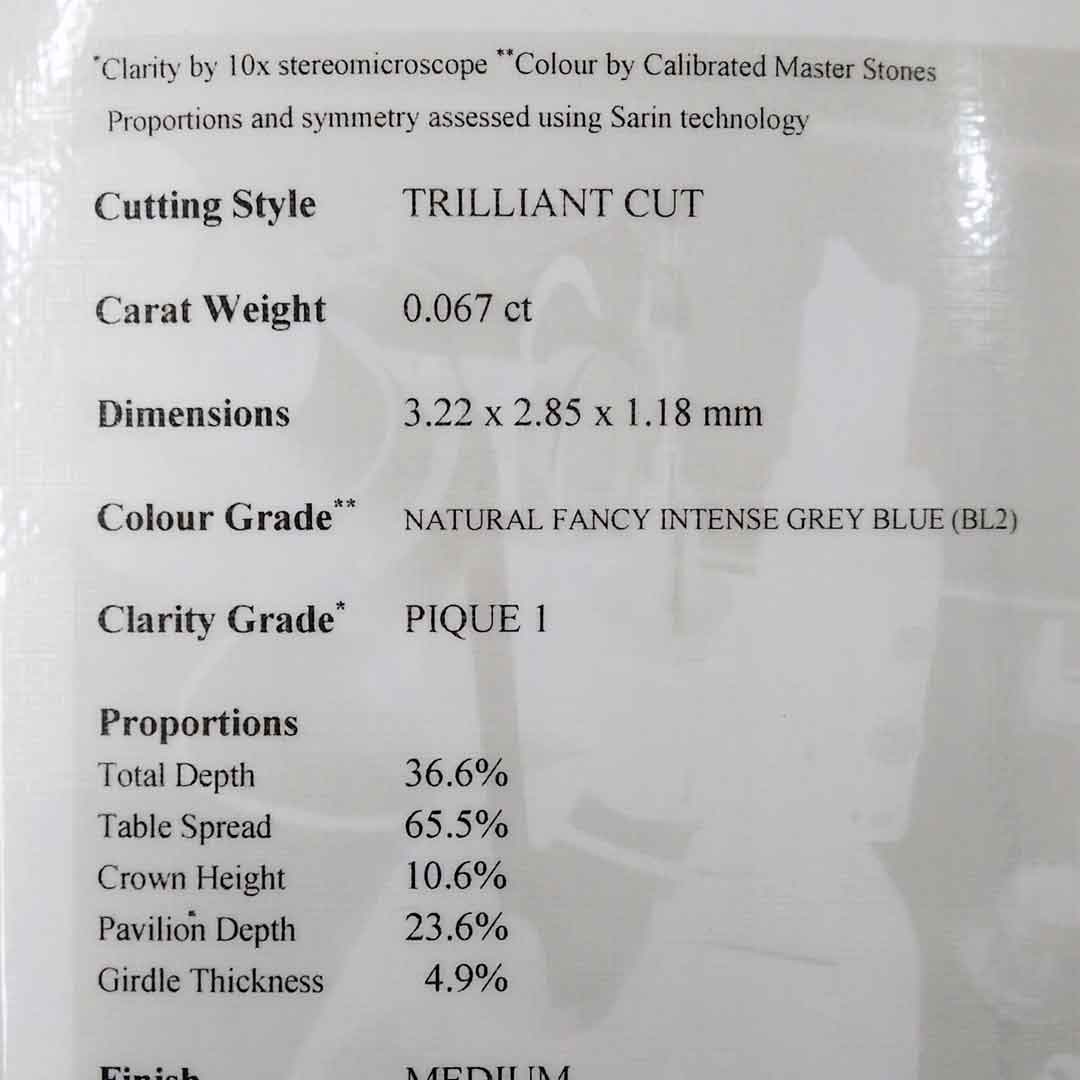 *Clarity by 10x stereomicroscope **Colour by Calibrated Master Stones
Proportions and symmetry assessed using Sarin technology
Cutting Style TRILLIANT CUT
Carat Weight 0.067 ct
Dimensions 3.22 x 2.85 x 1.18 mm
Colour Grade** NATURAL FANCY INTENSE GREY BLUE (BL2)
Clarity Grade* PIQUE 1
Proportions
Total Depth 36.6%
Table Spread 65.5%
Crown Height 10.6%
Pavilion Depth 23.6%
Girdle Thickness 4.9%
Finish MEDIUM